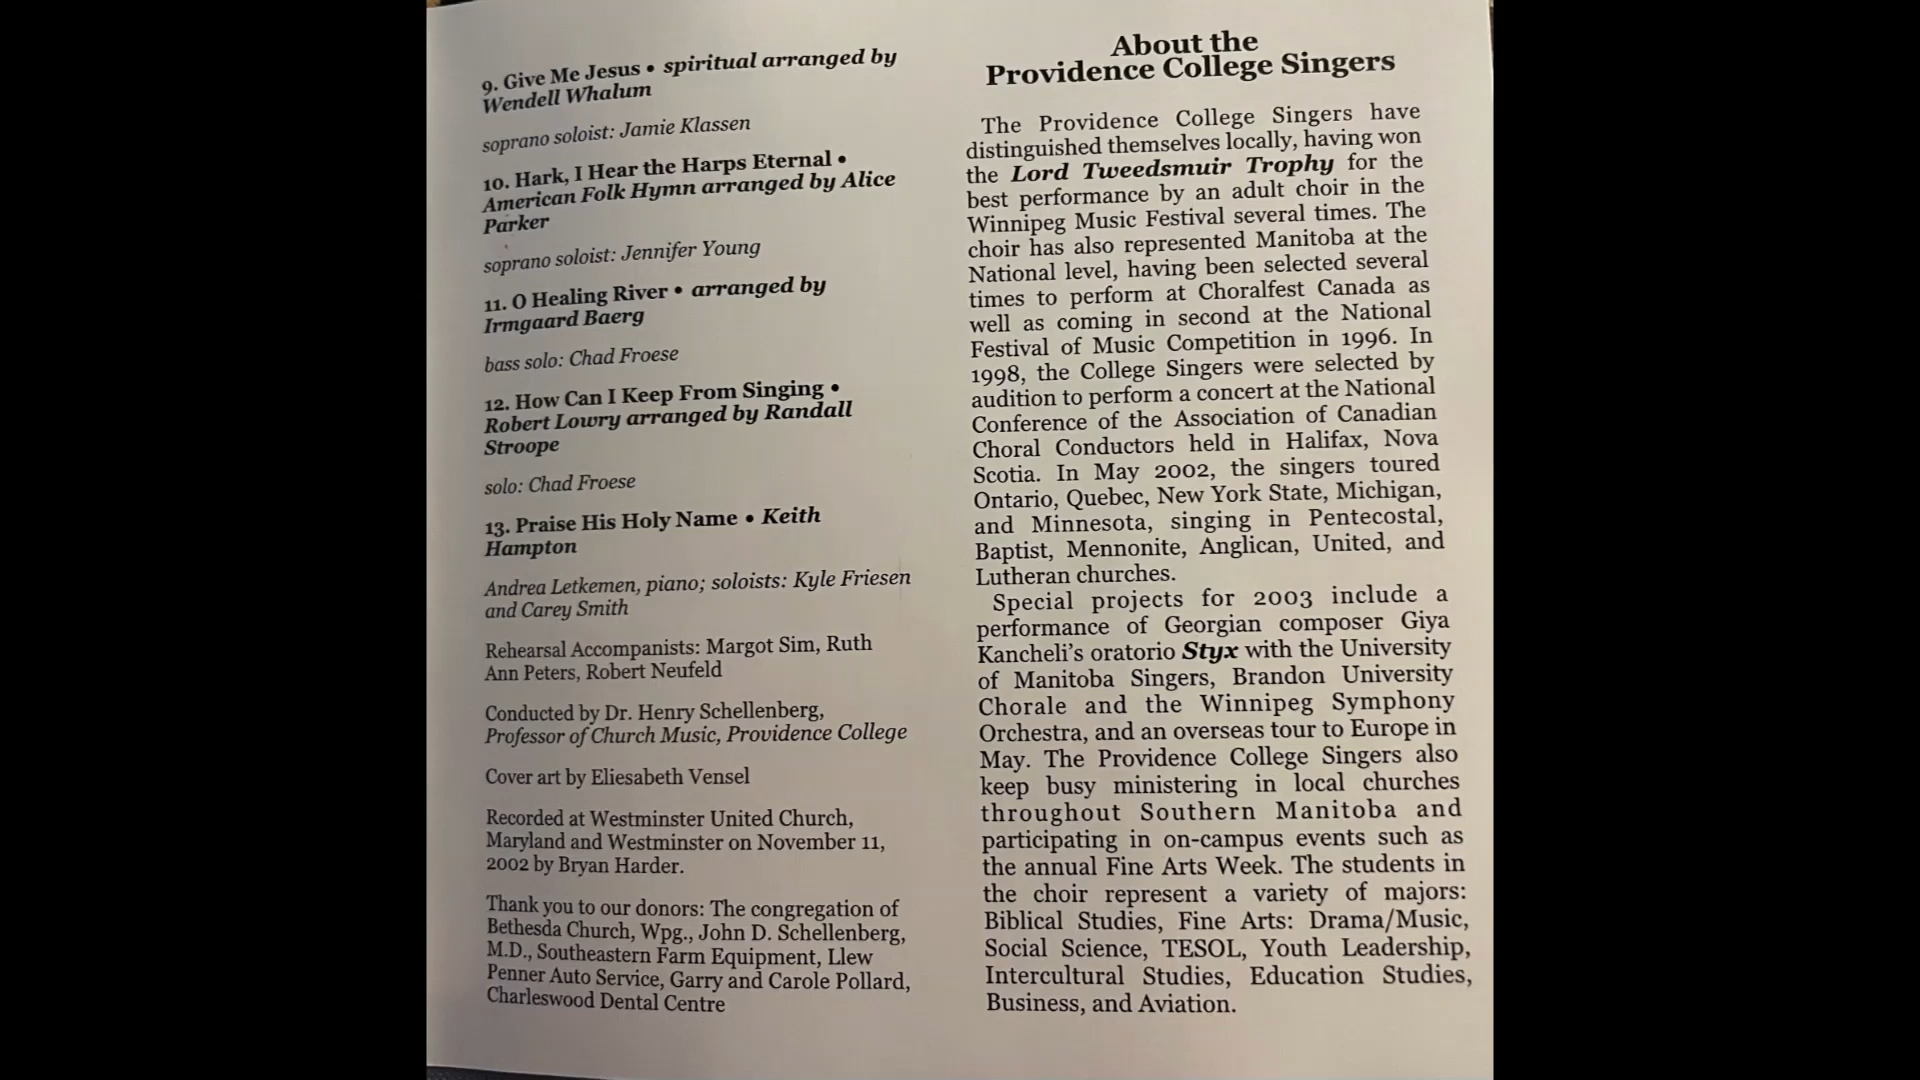 9. Give Me Jesus • spiritual arranged by
Wendell Whalum
soprano soloist: Jamie Klassen
10. Hark, I Hear the Harps Eternal •
American Folk Hymn arranged by Alice
Parker
soprano soloist: Jennifer Young
11. O Healing River • arranged by
Irmgaard Baerg
bass solo: Chad Froese
12. How Can I Keep From Singing •
Robert Lowry arranged by Randall
Stroope
solo: Chad Froese
13. Praise His Holy Name • Keith
Hampton
Andrea Letkemen, piano; soloists: Kyle Friesen
and Carey Smith
Rehearsal Accompanists: Margot Sim, Ruth
Ann Peters, Robert Neufeld
Conducted by Dr. Henry Schellenberg,
Professor of Church Music, Providence College
Cover art by Eliesabeth Vensel
Recorded at Westminster United Church,
Maryland and Westminster on November 11,
2002 by Bryan Harder.
Thank you to our donors: The congregation of
Bethesda Church, Wpg., John D. Schellenberg,
M.D., Southeastern Farm Equipment, Llew
Penner Auto Service, Garry and Carole Pollard,
Charleswood Dental Centre
About the
Providence College Singers
The Providence College Singers have
distinguished themselves locally, having won
the Lord Tweedsmuir Trophy for the
best performance by an adult choir in the
Winnipeg Music Festival several times. The
choir has also represented Manitoba at the
National level, having been selected several
times to perform at Choralfest Canada as
well as coming in second at the National
Festival of Music Competition in 1996. In
1998, the College Singers were selected by
audition to perform a concert at the National
Conference of the Association of Canadian
Choral Conductors held in Halifax, Nova
Scotia. In May 2002, the singers toured
Ontario, Quebec, New York State, Michigan,
and Minnesota, singing in Pentecostal,
Baptist, Mennonite, Anglican, United, and
Lutheran churches.
Special projects for 2003 include a
performance of Georgian composer Giya
Kancheli's oratorio Styx with the University
of Manitoba Singers, Brandon University
Chorale and the Winnipeg Symphony
Orchestra, and an overseas tour to Europe in
May. The Providence College Singers also
keep busy ministering in local churches
throughout Southern Manitoba and
participating in on-campus events such as
the annual Fine Arts Week. The students in
the choir represent a variety of majors:
Biblical Studies, Fine Arts: Drama/Music,
Social Science, TESOL, Youth Leadership,
Intercultural Studies, Education Studies,
Business, and Aviation.